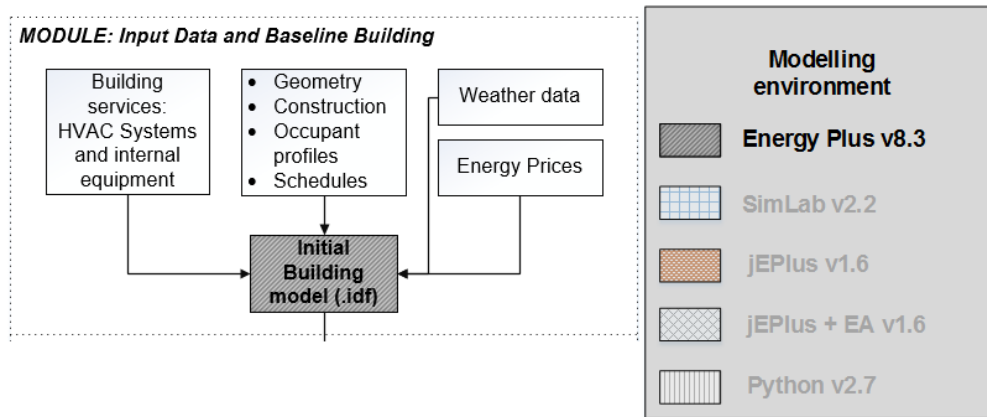 MODULE: Input Data and Baseline Building
Building
services:
HVAC Systems
and internal
equipment
• Geometry
• Construction
• Occupant
profiles
• Schedules
Weather data
Energy Prices
Initial
Building
model (.idf)
Modelling
environment
Energy Plus v8.3
SimLab v2.2
jEPlus v1.6
jEPlus + EA v1.6
Python v2.7